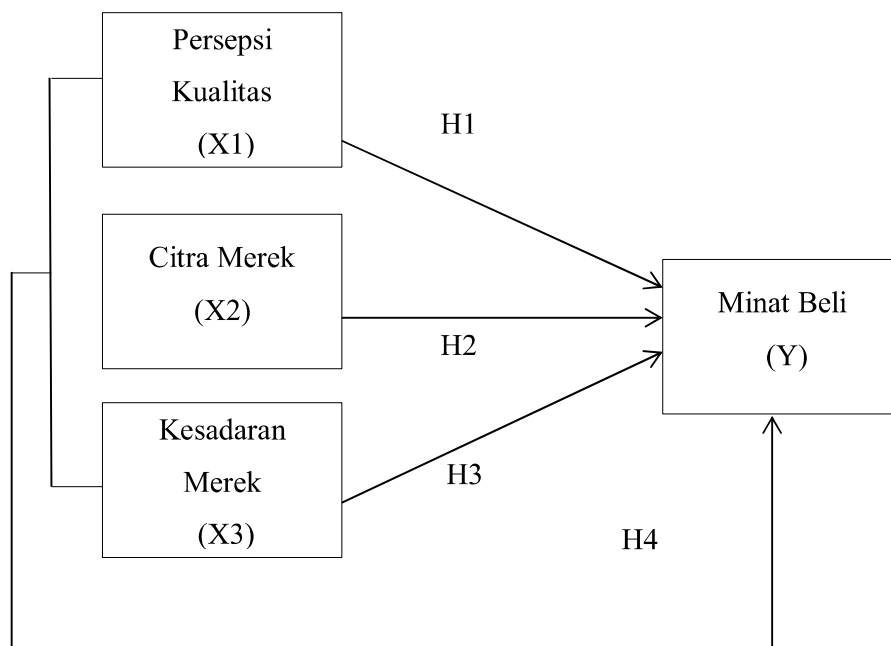 Persepsi
Kualitas
(X1)
H1
Citra Merek
(X2)
H2
Minat Beli
(Y)
Kesadaran
Merek
(X3)
H3
H4